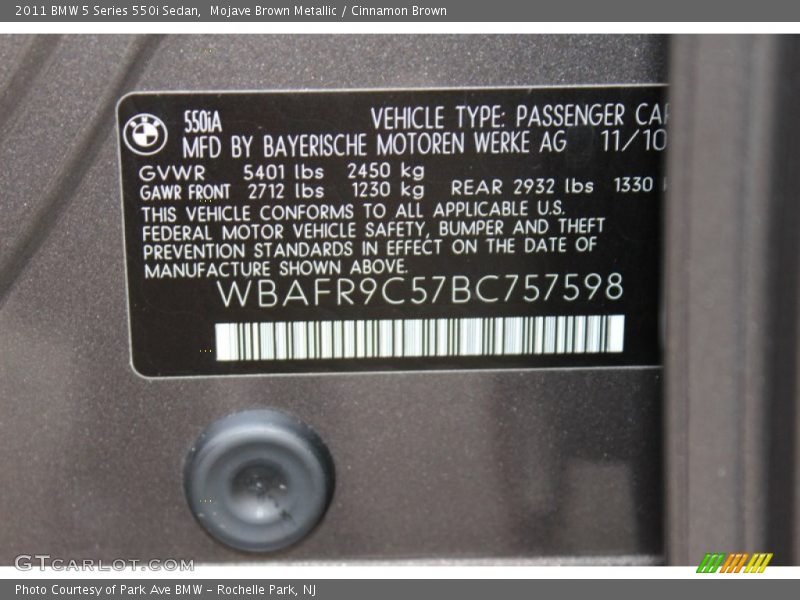 2011 BMW 5 Series 550i Sedan, Mojave Brown Metallic / Cinnamon Brown
BMW
550iA VEHICLE TYPE: PASSENGER CAR
MFD BY BAYERISCHE MOTOREN WERKE AG 11/10
GVWR 5401 lbs 2450 kg
GAWR FRONT 2712 lbs 1230 kg REAR 2932 lbs 1330
THIS VEHICLE CONFORMS TO ALL APPLICABLE U.S.
FEDERAL MOTOR VEHICLE SAFETY, BUMPER AND THEFT
PREVENTION STANDARDS IN EFFECT ON THE DATE OF
MANUFACTURE SHOWN ABOVE.
WBAFR9C57BC757598
GTcarlot.com
Photo Courtesy of Park Ave BMW - Rochelle Park, NJ